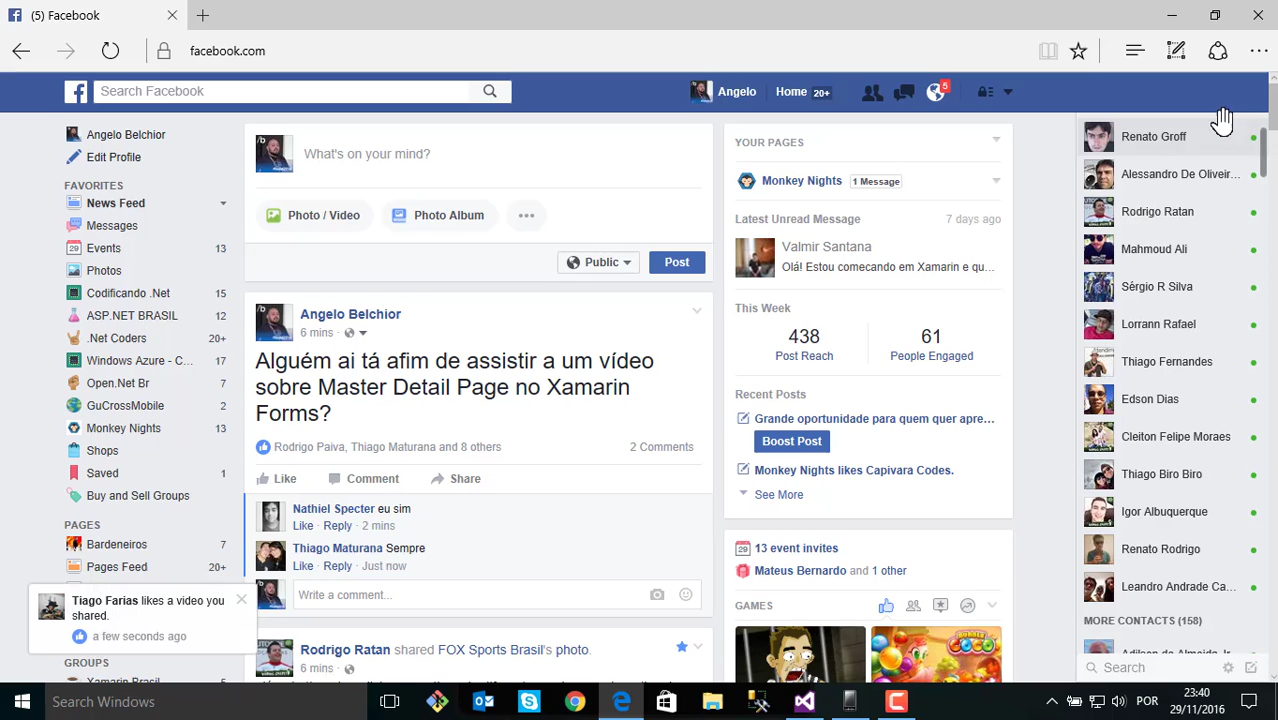 (5) Facebook
facebook.com
Search Facebook
Angelo
Home 20+
5
Angelo Belchior
Edit Profile
FAVORITES
News Feed
Messages
Events 13
Photos
Codificando .Net 15
ASP.NET BRASIL 12
.Net Coders 20+
Windows Azure - C... 17
Open.Net Br 7
GuCrossMobile 2
Monkey Nights 13
Shops
Saved 1
Buy and Sell Groups
PAGES
Bardeneiros 7
Pages Feed 20+
Tiago Farias likes a video you
shared.
a few seconds ago
GROUPS
Xamarin Brasil
What's on your mind?
Photo / Video
Photo Album
Public
Post
Angelo Belchior
6 mins
Alguém ai tá afim de assistir a um vídeo
sobre Master Detail Page no Xamarin
Forms?
Rodrigo Paiva, Thiago Maturana and 8 others
2 Comments
Like
Comment
Share
Nathiel Specter eu sim
Like · Reply · 2 mins
Thiago Maturana Sempre
Like · Reply · Just now
Write a comment...
Rodrigo Ratan shared FOX Sports Brasil's photo.
6 mins
YOUR PAGES
Monkey Nights 1 Message
Latest Unread Message 7 days ago
Valmir Santana
Olá! Estou comecando em Xamarin e qu...
This Week
438
Post Reach
61
People Engaged
Recent Posts
Grande oportunidade para quem quer apre...
Boost Post
Monkey Nights likes Capivara Codes.
See More
29
13 event invites
Mateus Bernardo and 1 other
GAMES
Renato Groff
Alessandro De Oliveir...
Rodrigo Ratan
Mahmoud Ali
Sérgio R Silva
Lorrann Rafael
Thiago Fernandes
Edson Dias
Cleiton Felipe Moraes
Thiago Biro Biro
Igor Albuquerque
Renato Rodrigo
Leandro Andrade Ca...
MORE CONTACTS (158)
Search
Search Windows
POR
23:40
29/11/2016